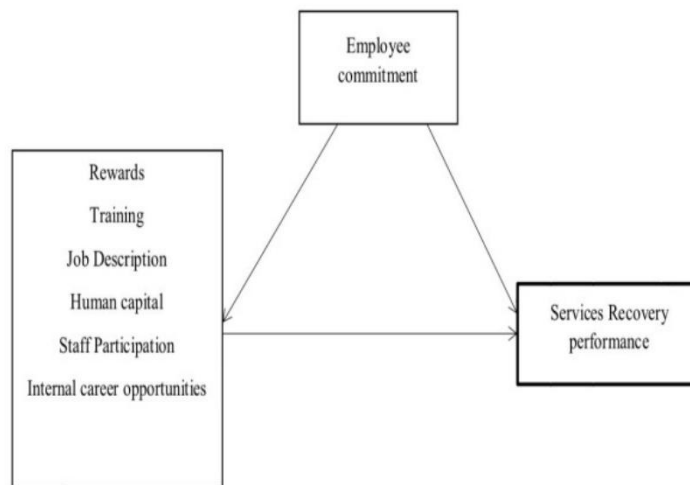 Employee
commitment
Rewards
Training
Job Description
Human capital
Staff Participation
Internal career opportunities
Services Recovery
performance